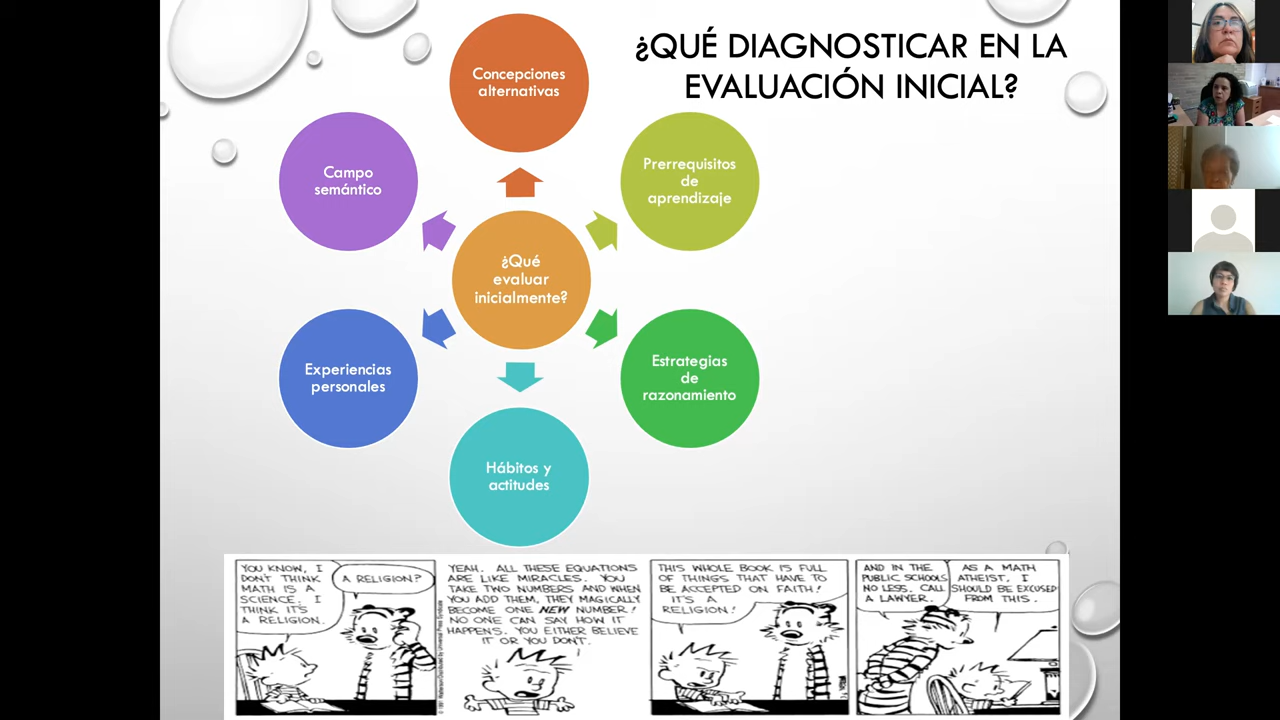 ¿QUÉ DIAGNOSTICAR EN LA
EVALUACIÓN INICIAL?
Concepciones
alternativas
Prerrequisitos
de
aprendizaje
Estrategias
de
razonamiento
Hábitos y
actitudes
Experiencias
personales
Campo
semántico
¿Qué
evaluar
inicialmente?
YOU KNOW, I
DON'T THINK
MATH IS A
SCIENCE. I
THINK IT'S
A RELIGION.
A RELIGION?
YEAH. ALL THESE EQUATIONS
ARE LIKE MIRACLES. YOU
TAKE TWO NUMBERS AND WHEN
YOU ADD THEM, THEY MAGICALLY
BECOME ONE NEW NUMBER!
NO ONE CAN SAY HOW IT
HAPPENS. YOU EITHER BELIEVE
IT OR YOU DON'T.
THIS WHOLE BOOK IS FULL
OF THINGS THAT HAVE TO
BE ACCEPTED ON FAITH!
IT'S A
RELIGION!
AND IN THE
PUBLIC SCHOOLS
NO LESS. CALL
A LAWYER.
AS A MATH
ATHEIST, I
SHOULD BE EXCUSED
FROM THIS.